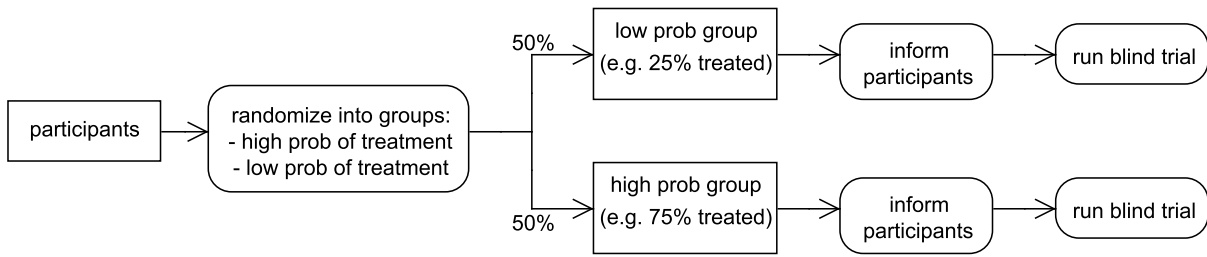 participants
randomize into groups:
- high prob of treatment
- low prob of treatment
50%
low prob group
(e.g. 25% treated)
inform
participants
run blind trial
50%
high prob group
(e.g. 75% treated)
inform
participants
run blind trial